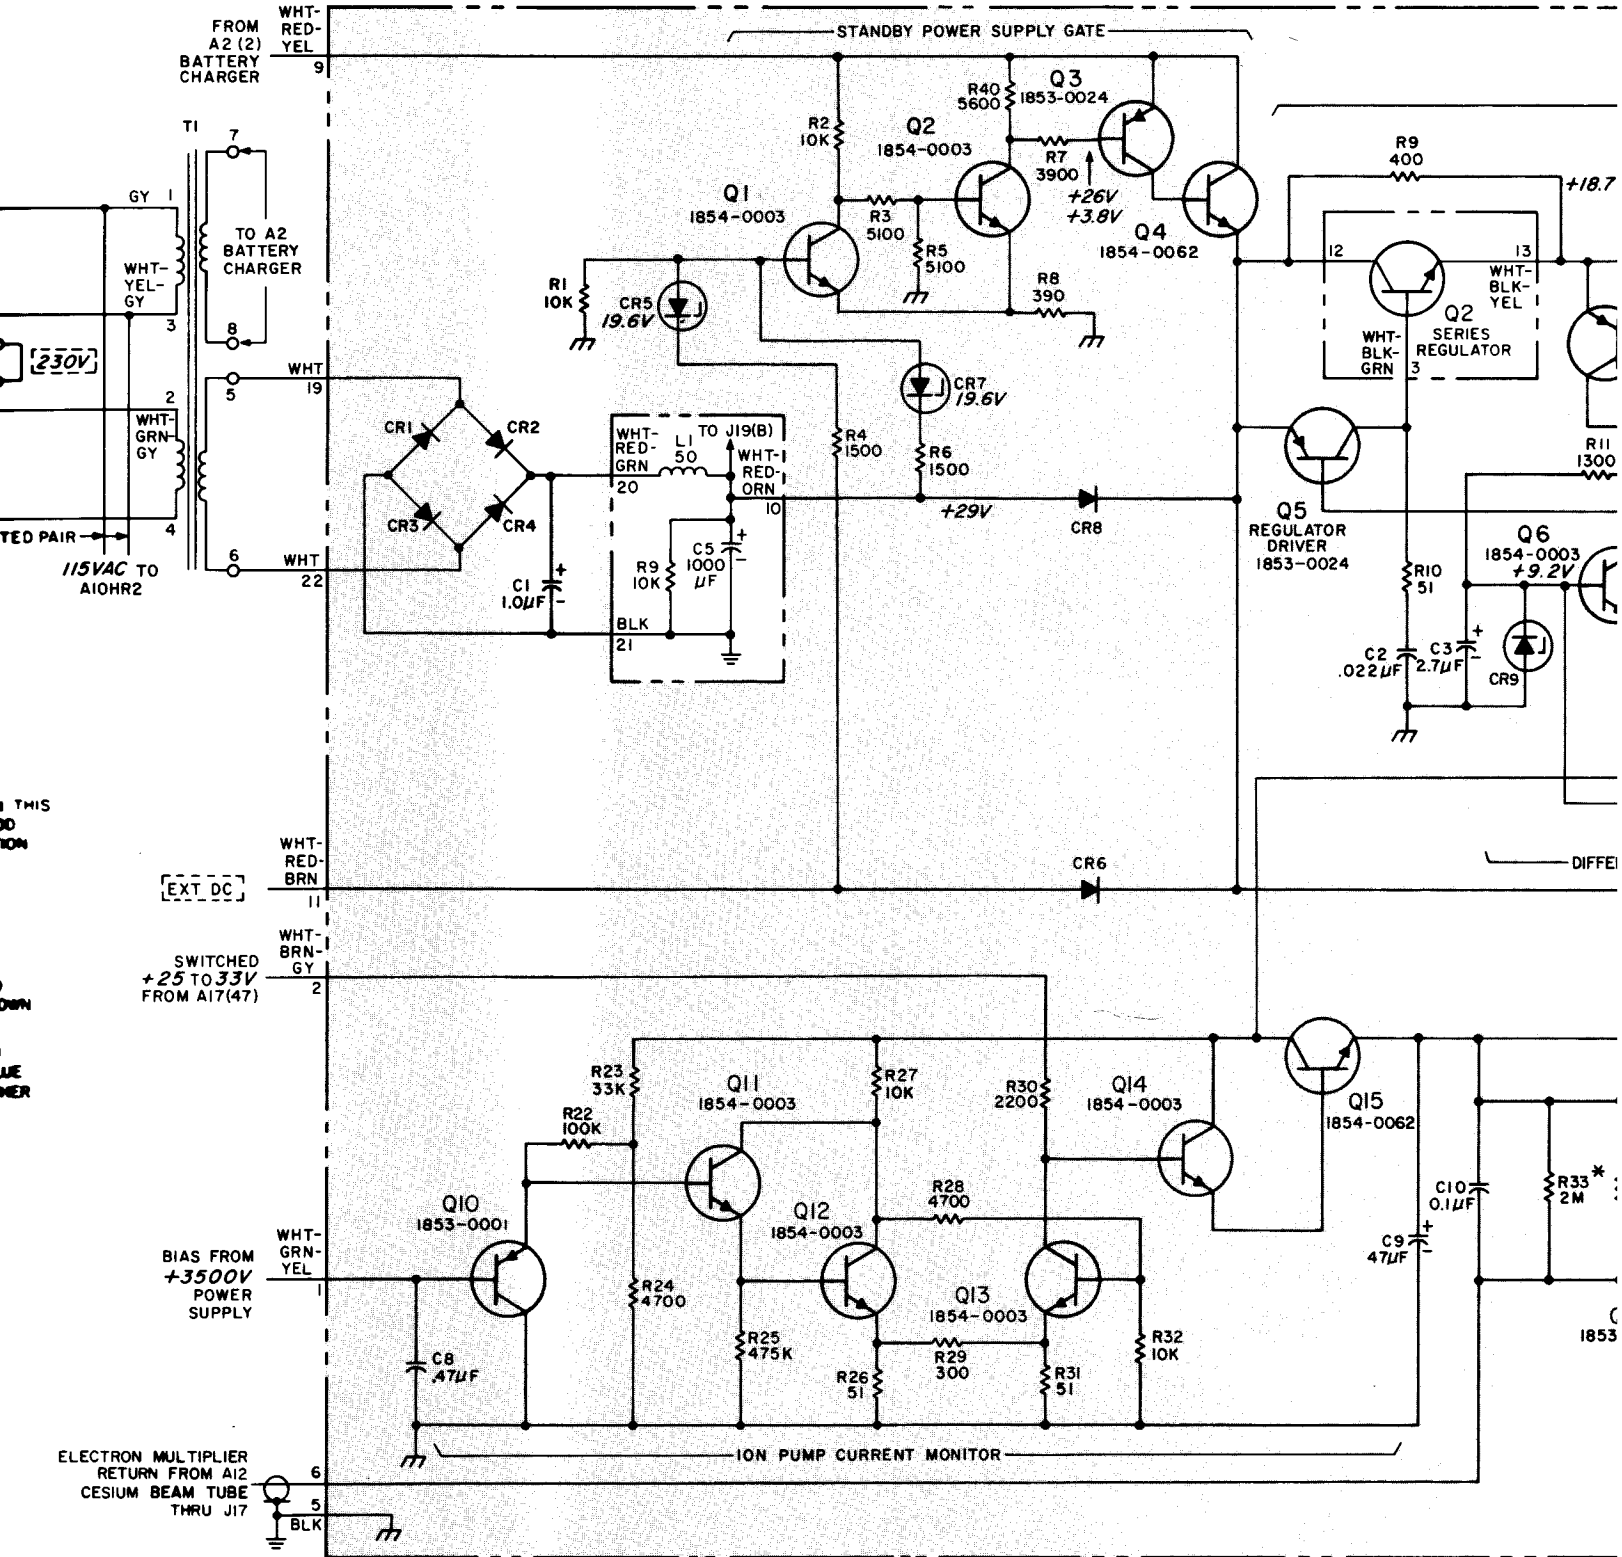 FROM
A2 (2)
BATTERY
CHARGER
WHT-
RED-
YEL
9
STANDBY POWER SUPPLY GATE
R2
10K
Q2
1854-0003
R40
5600
Q3
1853-0024
R7
3900
+26V
+3.8V
Q4
1854-0062
Q1
1854-0003
R3
5100
R5
5100
R8
390
R1
10K
CR5
19.6V
CR7
19.6V
R4
1500
R6
1500
+29V
CR8
R9
400
+18.7
12
13
WHT-
BLK-
YEL
Q2
SERIES
REGULATOR
WHT-
BLK-
GRN
3
R11
1300
Q5
REGULATOR
DRIVER
1853-0024
Q6
1854-0003
+9.2V
R10
51
C2
.022µF
C3
2.7µF
+
-
CR9
T1
GY
1
7
TO A2
BATTERY
CHARGER
WHT-
YEL-
GY
3
8
230V
2
WHT-
GRN-
GY
4
5
6
TED PAIR
115VAC TO
A10HR2
WHT
19
WHT
22
CR1
CR2
CR3
CR4
C1
1.0µF
+
-
WHT-
RED-
GRN
20
L1
50
TO J19(B)
WHT-
RED-
ORN
10
R9
10K
C5
1000
µF
+
-
BLK
21
THIS
OD
TION
EXT DC
WHT-
RED-
BRN
11
CR6
DIFFE
SWITCHED
+25 TO 33V
FROM A17(47)
WHT-
BRN-
GY
2
OWN
LUE
R23
33K
R22
100K
Q11
1854-0003
R27
10K
R30
2200
Q14
1854-0003
Q15
1854-0062
Q10
1853-0001
Q12
1854-0003
R28
4700
Q13
1854-0003
R24
4700
R25
475K
R26
51
R29
300
R31
51
R32
10K
C10
0.1µF
R33 *
2M
C9
47µF
+
-
1853
BIAS FROM
+3500V
POWER
SUPPLY
WHT-
GRN-
YEL
1
C8
.47µF
ION PUMP CURRENT MONITOR
ELECTRON MULTIPLIER
RETURN FROM A12
CESIUM BEAM TUBE
THRU J17
6
5
BLK